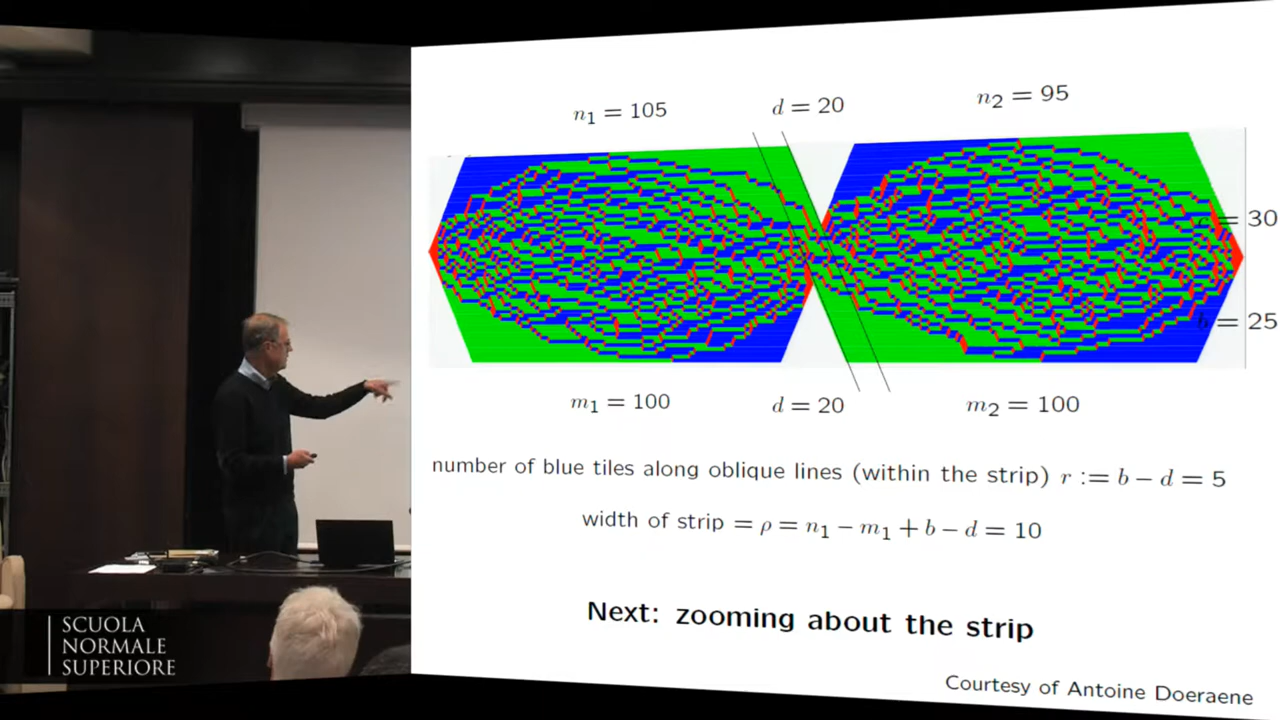 n₁ = 105
d = 20
n₂ = 95
c = 30
b = 25
m₁ = 100
d = 20
m₂ = 100
number of blue tiles along oblique lines (within the strip) r := b − d = 5
width of strip = ρ = n₁ − m₁ + b − d = 10
Next: zooming about the strip
Courtesy of Antoine Doeraene
SCUOLA
NORMALE
SUPERIORE